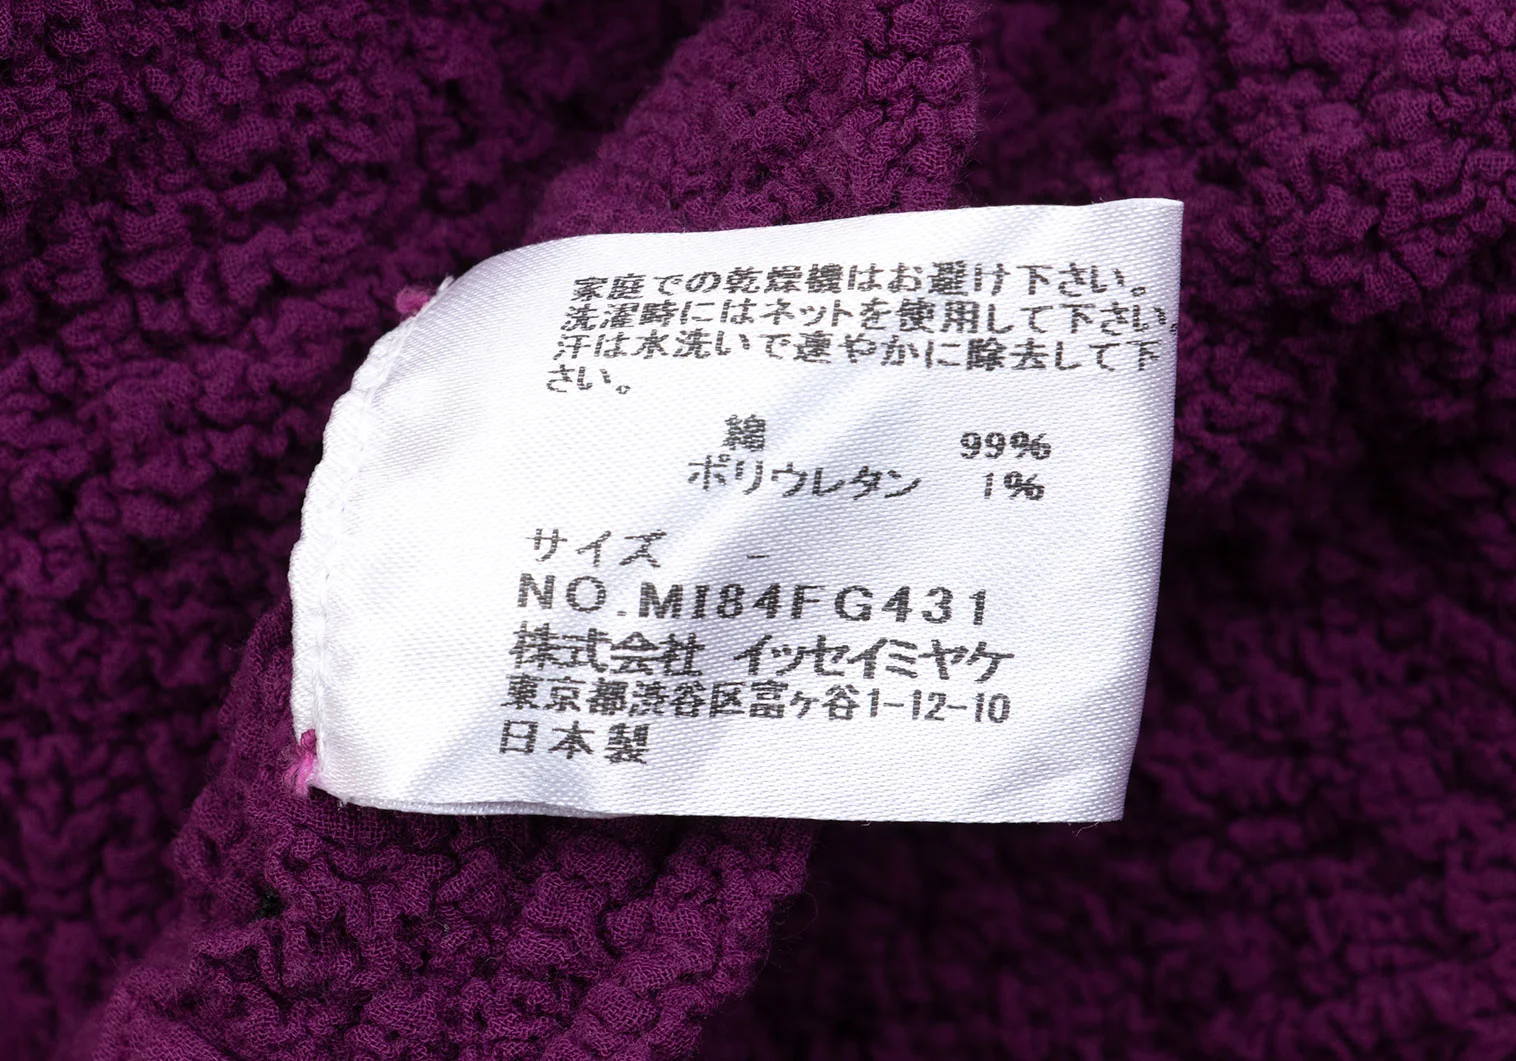 家庭での乾燥機はお避け下さい。
洗濯時にはネットを使用して下さい。
汗は水洗いで速やかに除去して下
さい。
綿 99%
ポリウレタン 1%
サイズ -
NO.MI84FG431
株式会社 イッセイミヤケ
東京都渋谷区富ヶ谷1-12-10
日本製